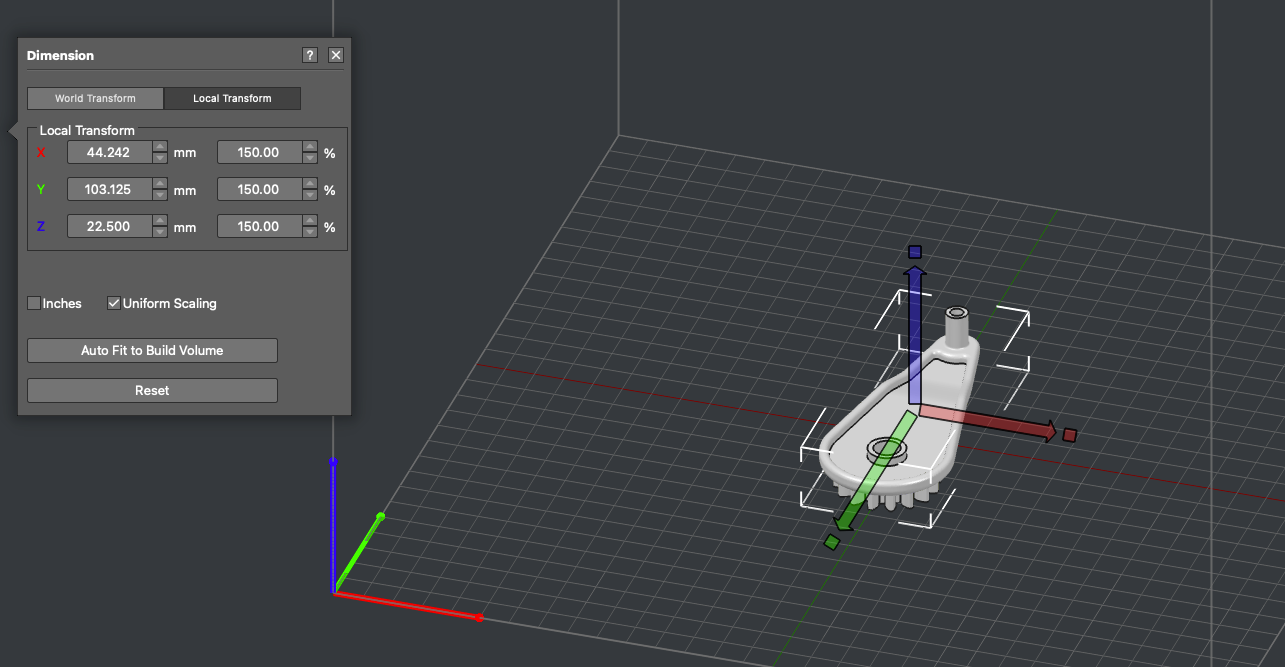 Dimension ? X
World Transform Local Transform
Local Transform
X 44.242 mm 150.00 %
Y 103.125 mm 150.00 %
Z 22.500 mm 150.00 %
Inches Uniform Scaling
Auto Fit to Build Volume
Reset